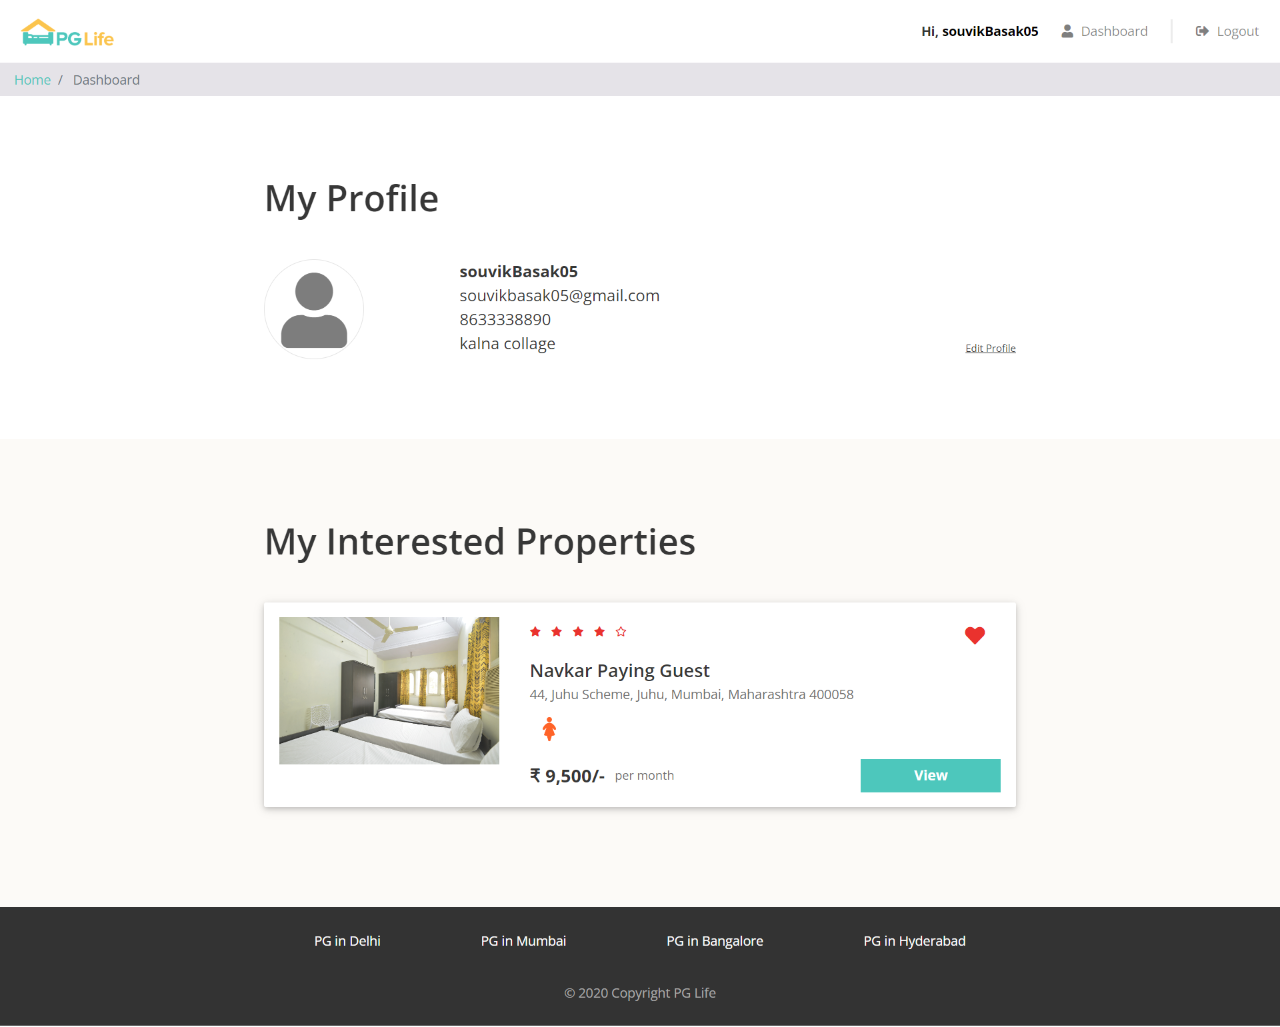 PG Life
Hi, souvikBasak05 Dashboard Logout
Home / Dashboard
My Profile
souvikBasak05
souvikbasak05@gmail.com
8633338890
kalna collage
Edit Profile
My Interested Properties
Navkar Paying Guest
44, Juhu Scheme, Juhu, Mumbai, Maharashtra 400058
₹ 9,500/- per month
View
PG in Delhi PG in Mumbai PG in Bangalore PG in Hyderabad
© 2020 Copyright PG Life